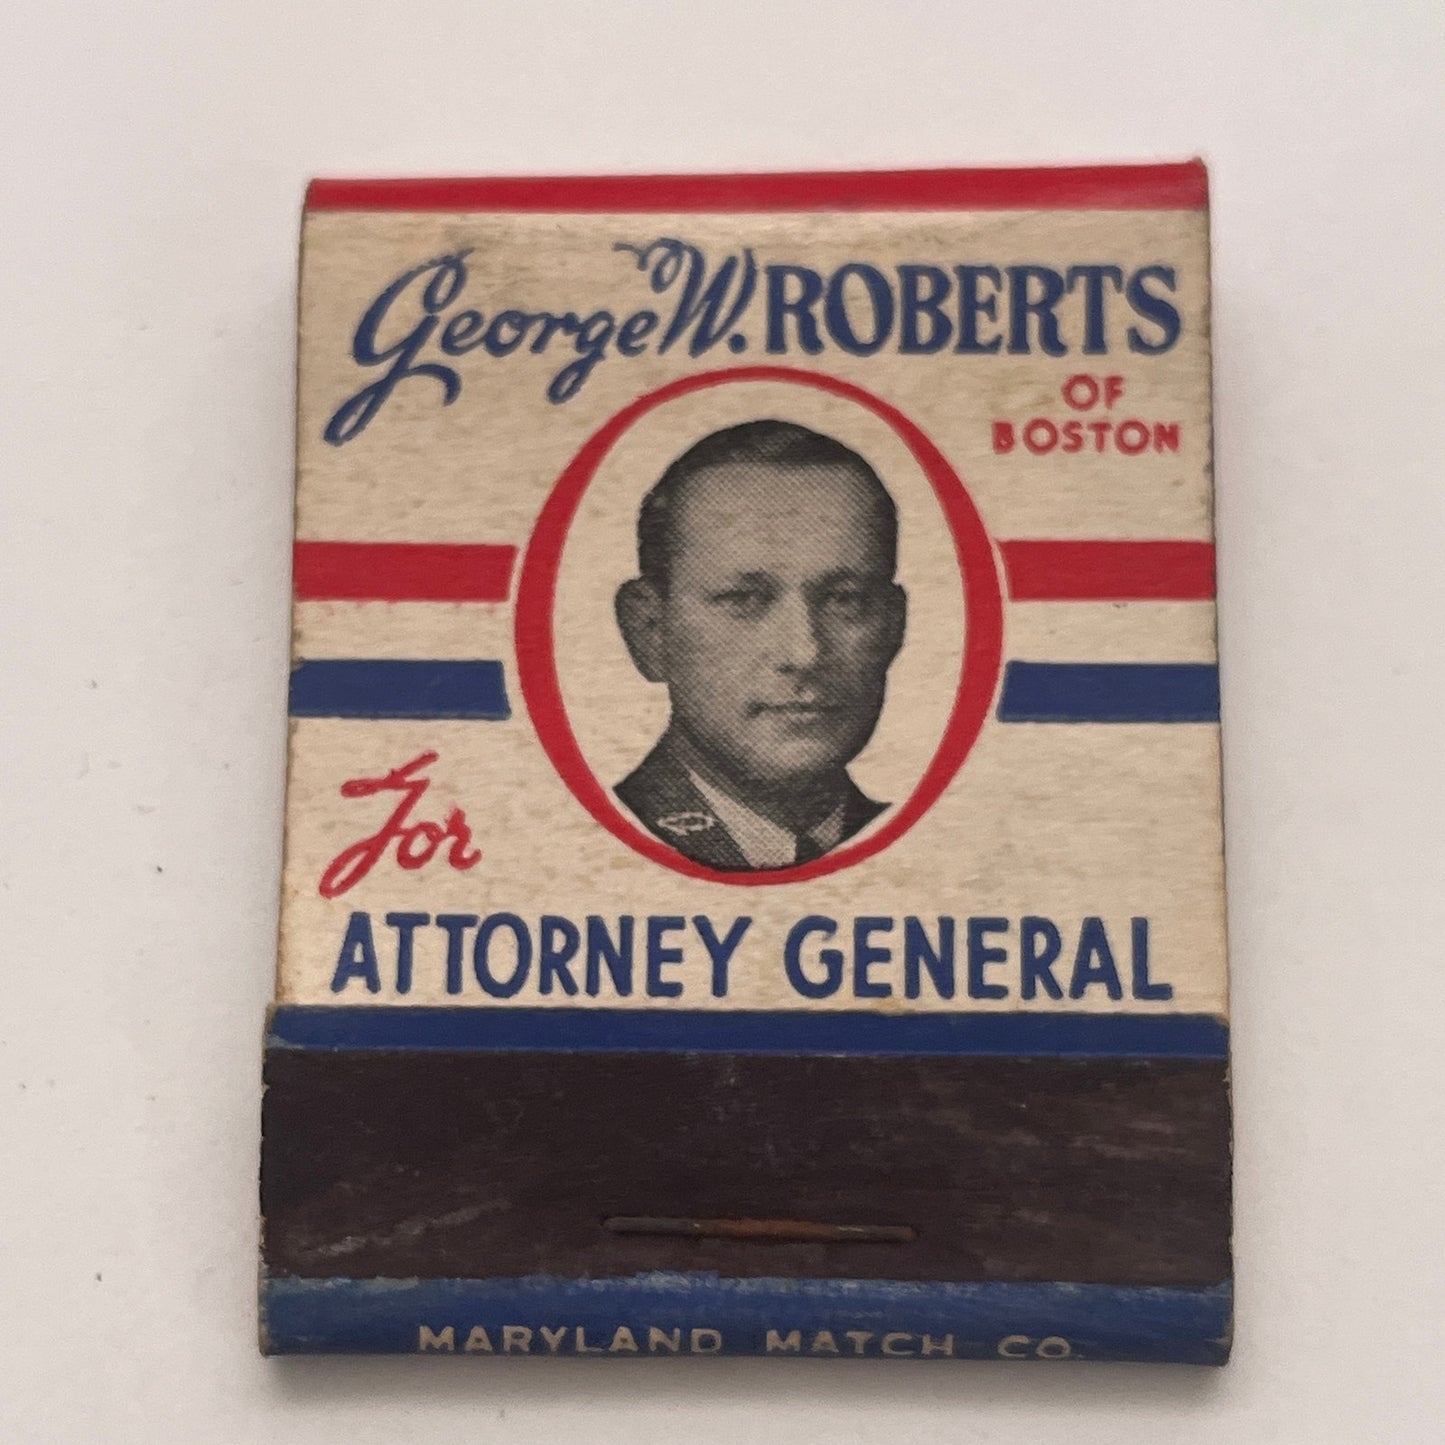 George W. ROBERTS
OF
BOSTON
For
ATTORNEY GENERAL
MARYLAND MATCH CO.